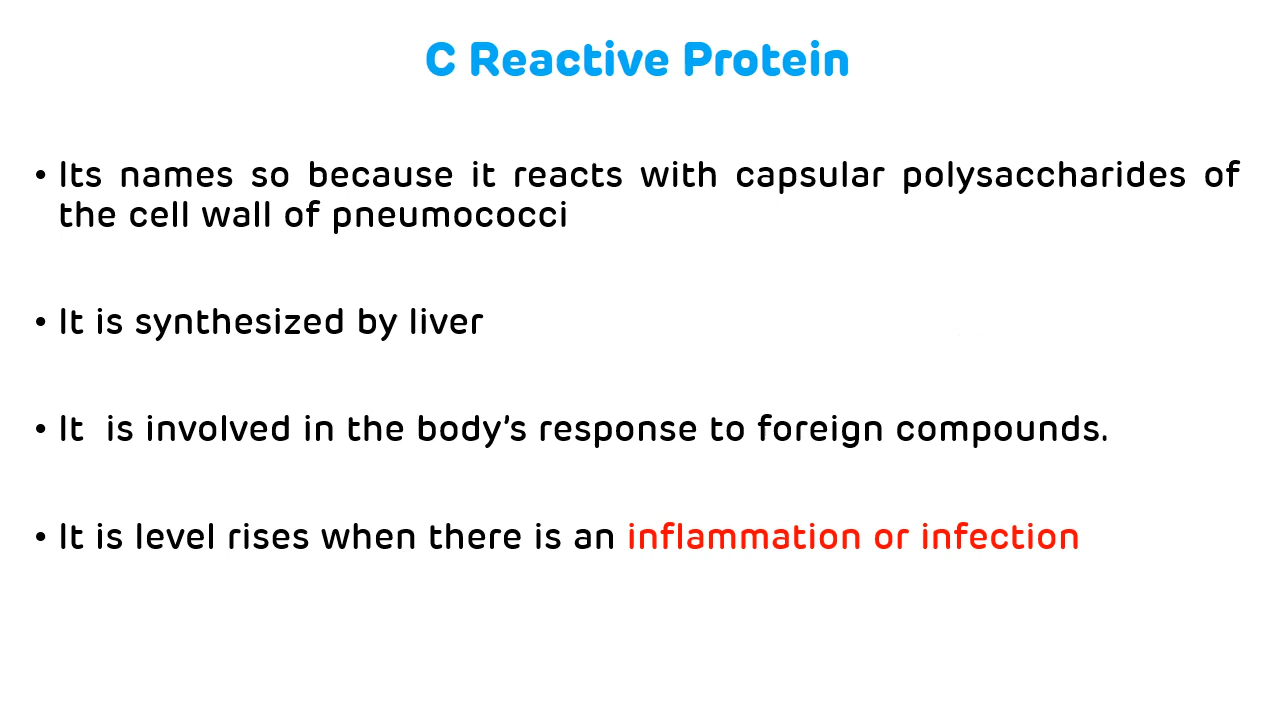 C Reactive Protein
• Its names so because it reacts with capsular polysaccharides of
the cell wall of pneumococci
• It is synthesized by liver
• It  is involved in the body’s response to foreign compounds.
• It is level rises when there is an inflammation or infection